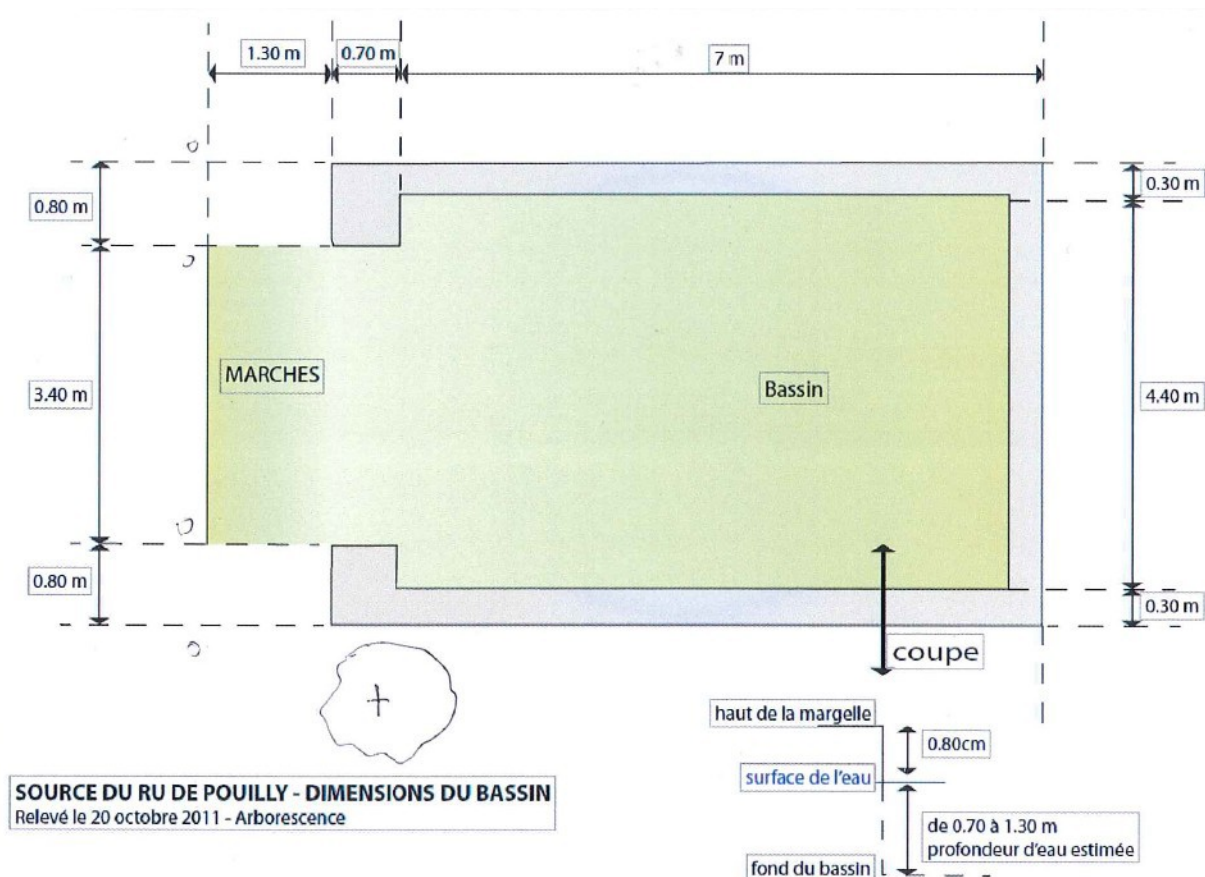 1.30 m
0.70 m
7 m
0.80 m
0.30 m
3.40 m
MARCHES
Bassin
4.40 m
0.80 m
0.30 m
coupe
haut de la margelle
0.80cm
surface de l'eau
de 0.70 à 1.30 m
profondeur d'eau estimée
fond du bassin
SOURCE DU RU DE POUILLY - DIMENSIONS DU BASSIN
Relevé le 20 octobre 2011 - Arborescence